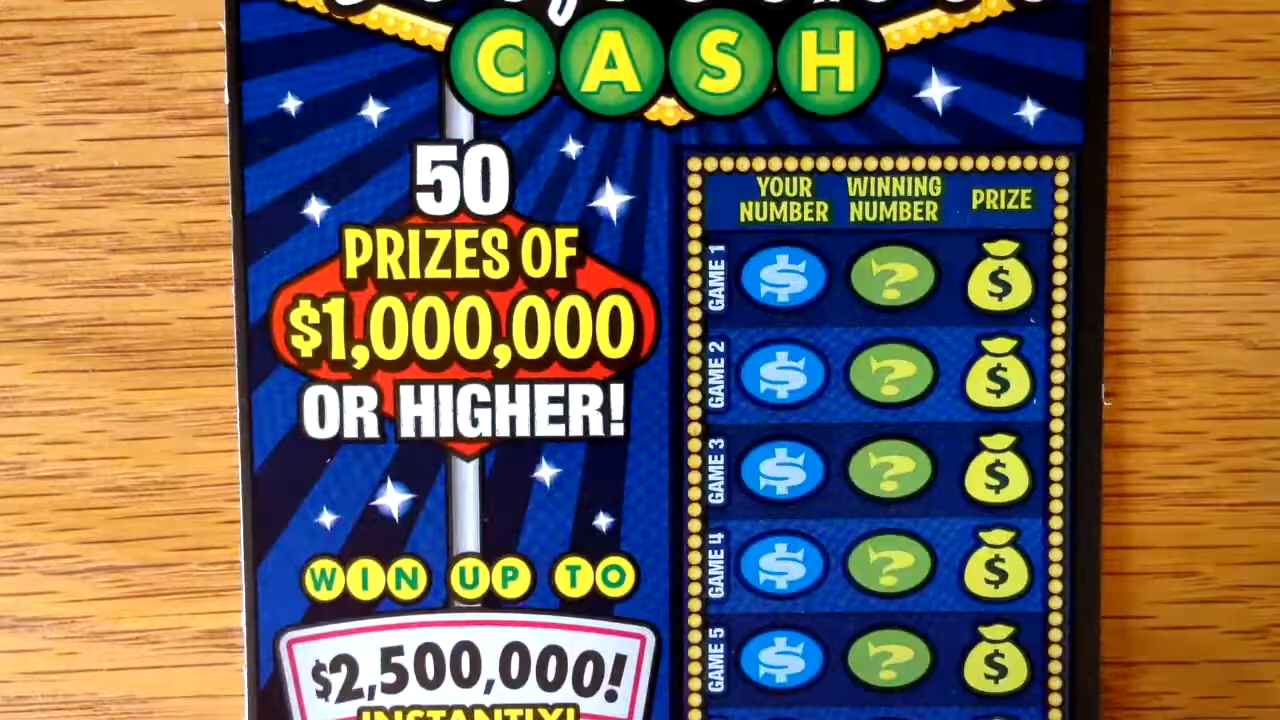 CASH
50
PRIZES OF
$1,000,000
OR HIGHER!
WIN UP TO
$2,500,000!
INSTANTLY!
YOUR NUMBER
WINNING NUMBER
PRIZE
GAME 1
$ ? $
GAME 2
$ ? $
GAME 3
$ ? $
GAME 4
$ ? $
GAME 5
$ ? $